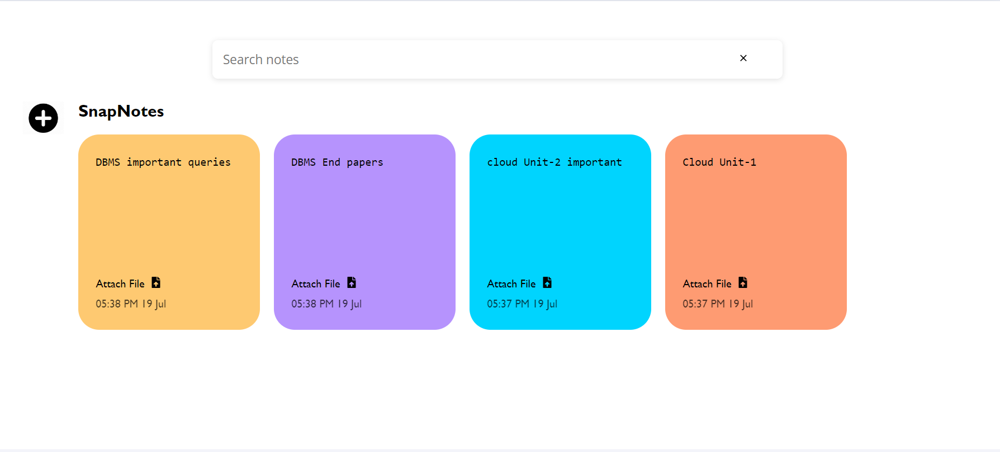 Search notes
SnapNotes
DBMS important queries
Attach File
05:38 PM 19 Jul
DBMS End papers
Attach File
05:38 PM 19 Jul
cloud Unit-2 important
Attach File
05:37 PM 19 Jul
Cloud Unit-1
Attach File
05:37 PM 19 Jul